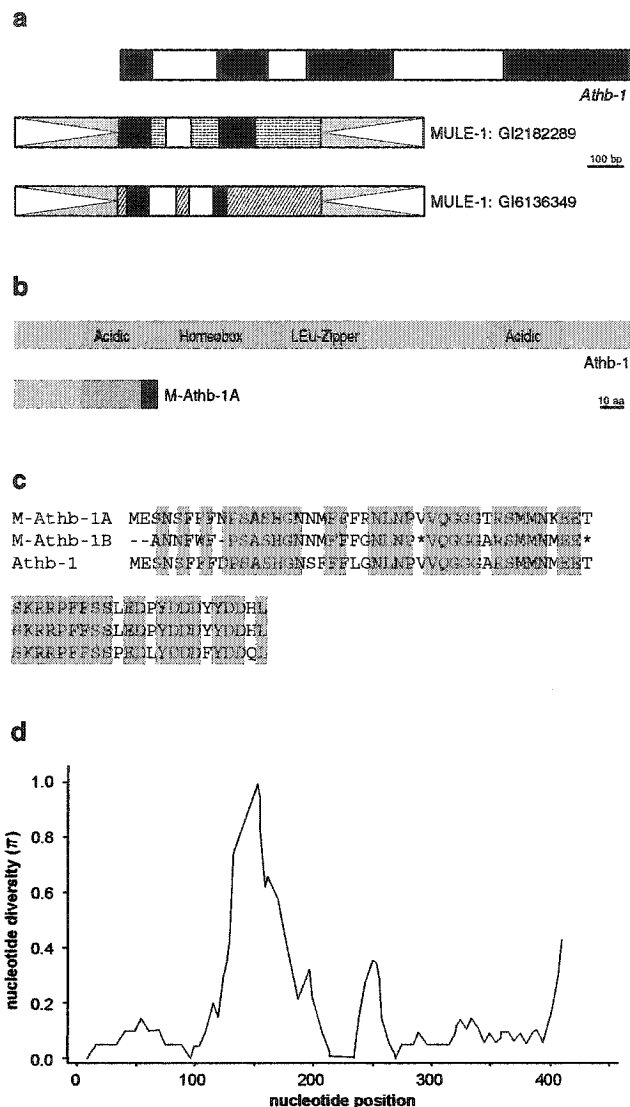 a
Athb-1
MULE-1: GI2182289
100 bp
MULE-1: GI6136349
b
Acidic Homeobox LEu-Zipper Acidic
Athb-1
M-Athb-1A
10 aa
c
M-Athb-1A MESNSFFFNPSASHGNNMFFFRNLNPVVQGGGTRSMMNKEET
M-Athb-1B --ANNFWF-PSASHGNNMFFFGNLNP*VQGGGARSMMNMEE*
Athb-1 MESNSFFFDPSASHGNSFFFLGNLNPVVQGGGARSMMNMEET
SKRRPFFSSLEDPYDDDYYDDHL
SKRRPFFSSLEDPYDDDYYDDHL
SKRRPFFSSPEDLYDDDFYDDQL
d
1.0
0.8
0.6
0.4
0.2
0.0
nucleotide diversity (π)
0 100 200 300 400
nucleotide position